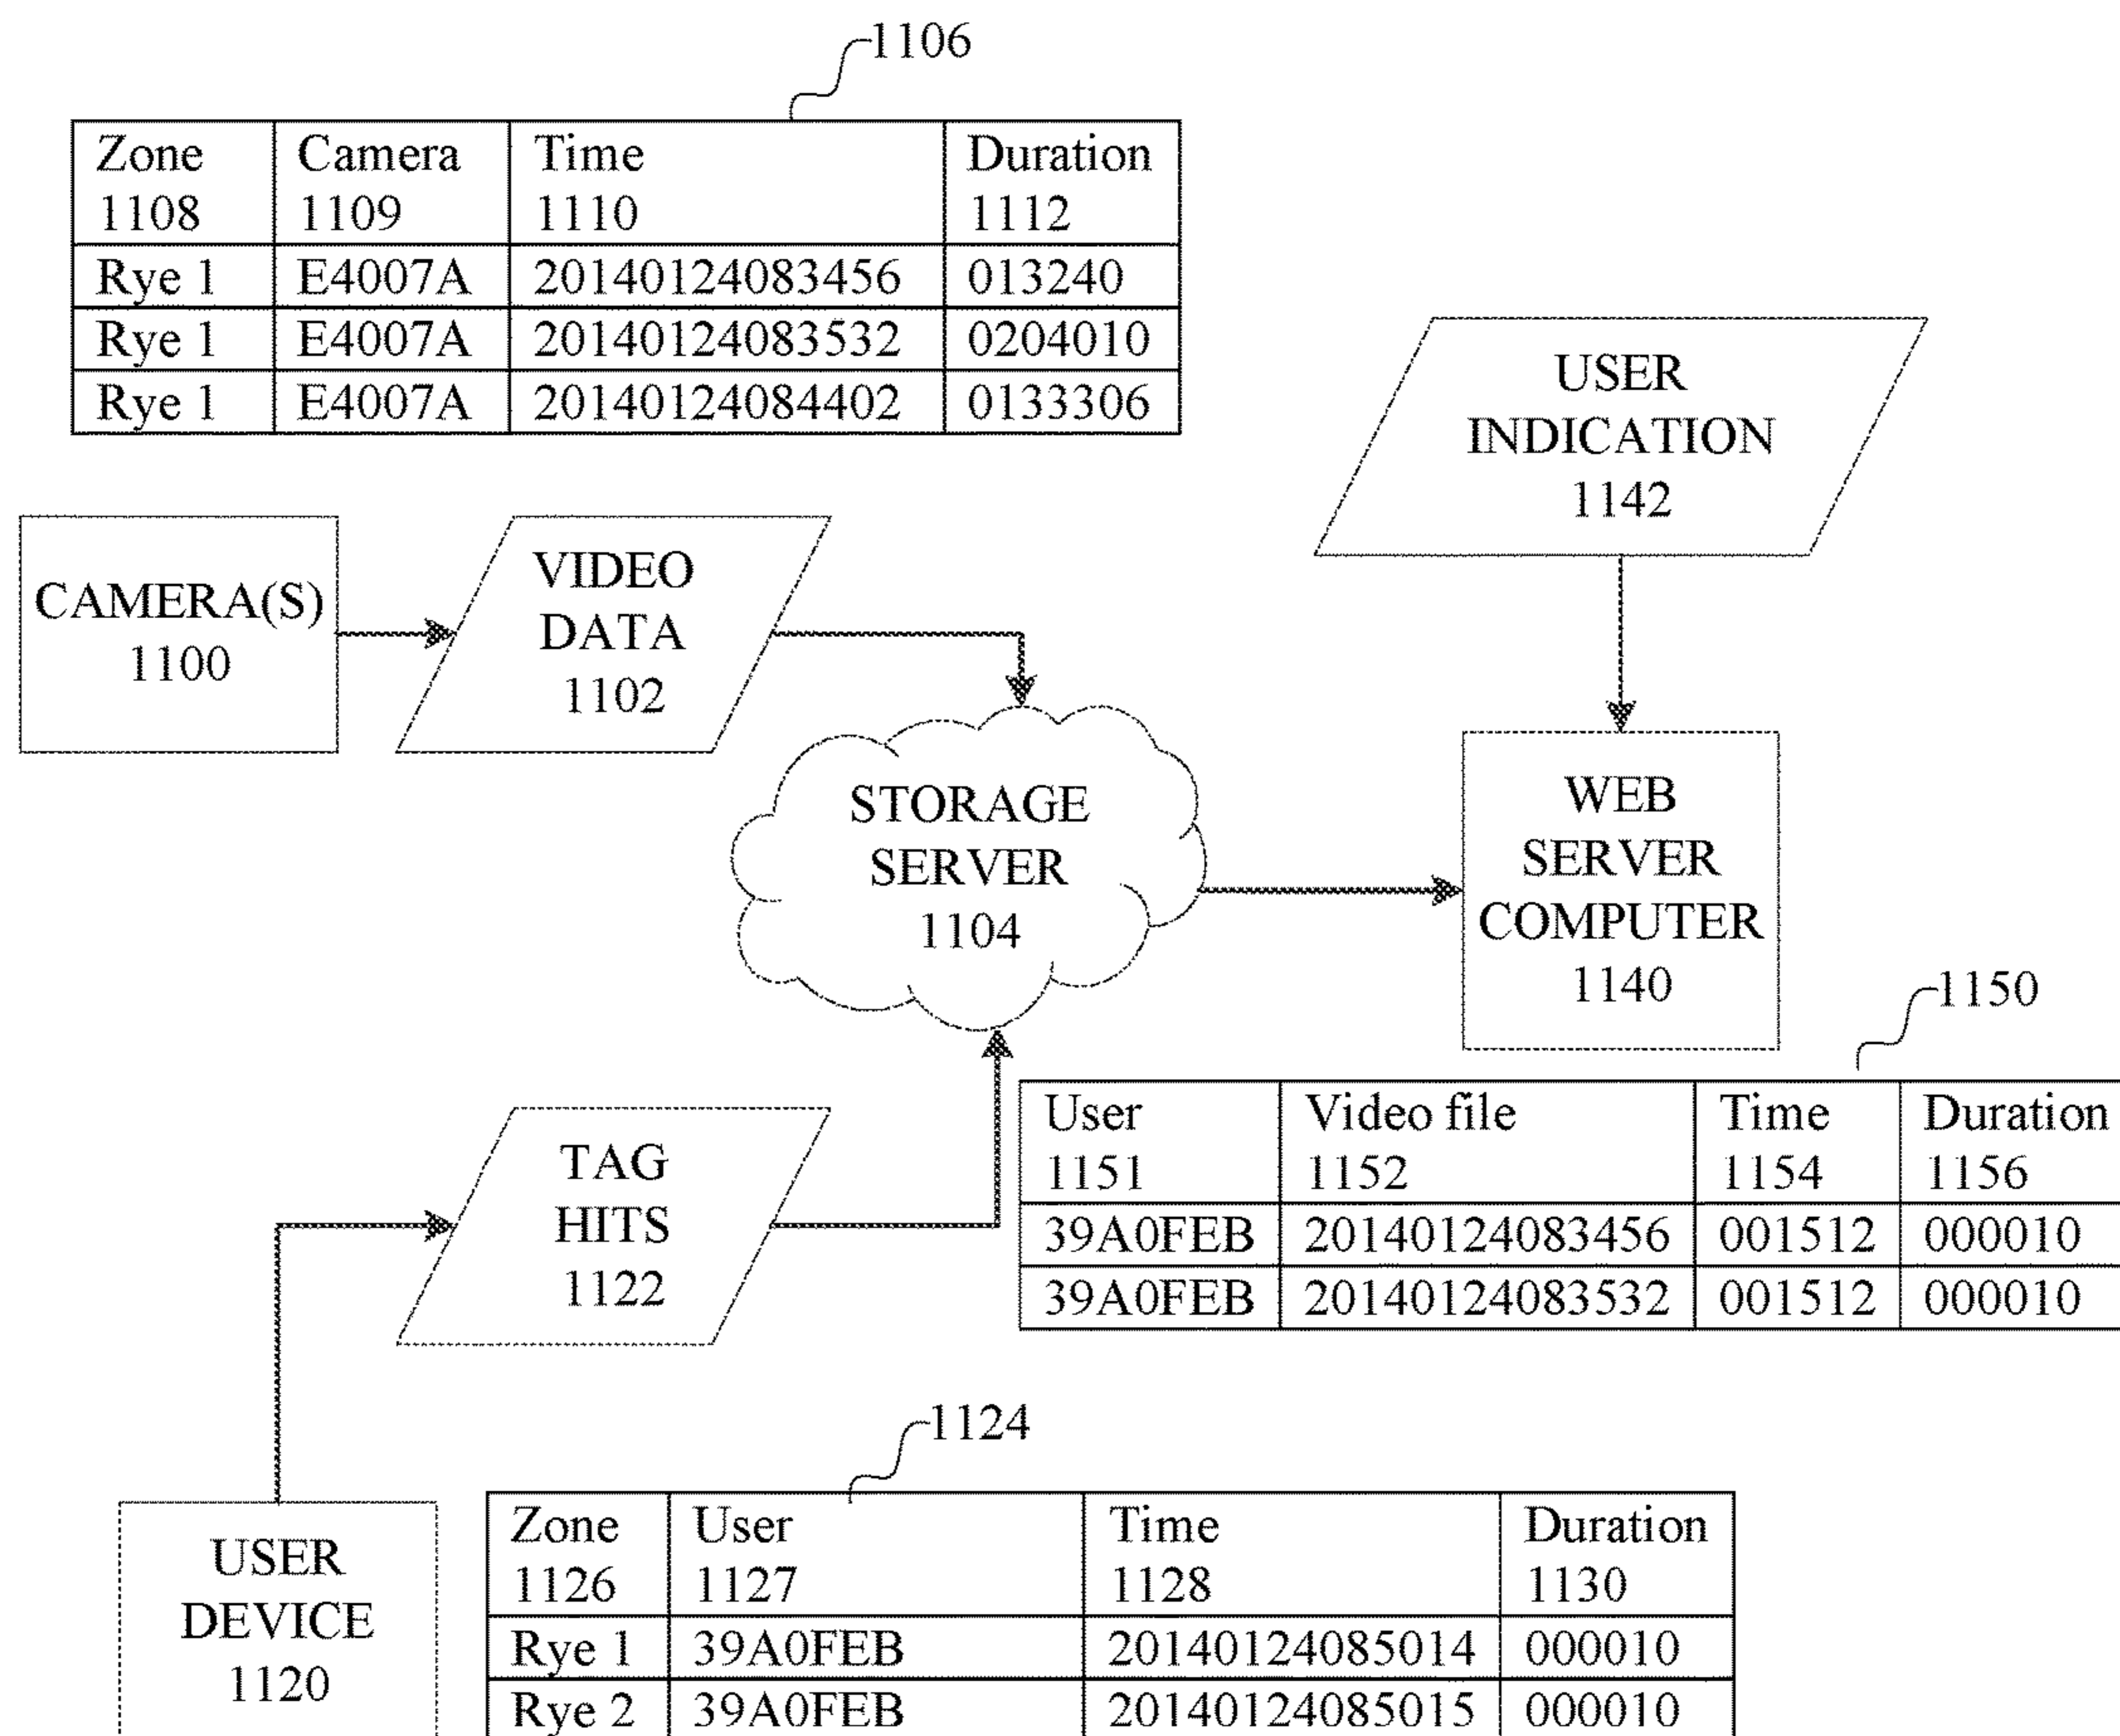 1106
Zone Camera Time Duration
1108 1109 1110 1112
Rye 1 E4007A 20140124083456 013240
Rye 1 E4007A 20140124083532 0204010
Rye 1 E4007A 20140124084402 0133306
USER
INDICATION
1142
CAMERA(S)
1100
VIDEO
DATA
1102
STORAGE
SERVER
1104
WEB
SERVER
COMPUTER
1140
1150
User Video file Time Duration
1151 1152 1154 1156
39A0FEB 20140124083456 001512 000010
39A0FEB 20140124083532 001512 000010
TAG
HITS
1122
1124
USER
DEVICE
1120
Zone User Time Duration
1126 1127 1128 1130
Rye 1 39A0FEB 20140124085014 000010
Rye 2 39A0FEB 20140124085015 000010